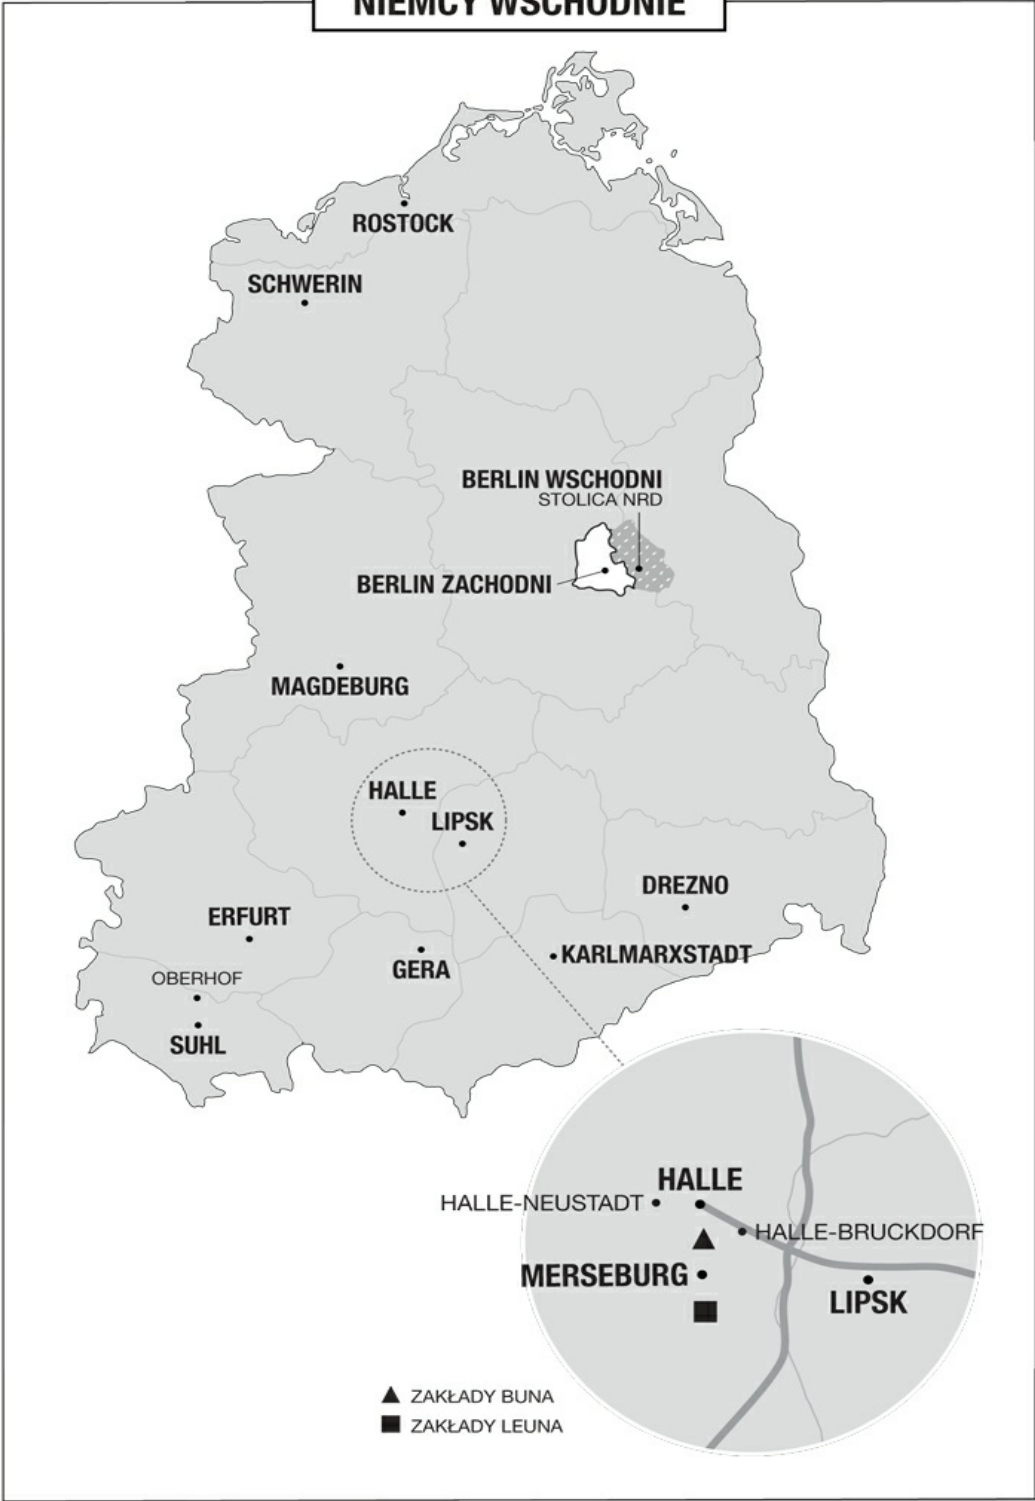 NIEMCY WSCHODNIE
ROSTOCK
SCHWERIN
BERLIN WSCHODNI
STOLICA NRD
BERLIN ZACHODNI
MAGDEBURG
HALLE
LIPSK
DREZNO
ERFURT
KARLMARXSTADT
GERA
OBERHOF
SUHL
HALLE
HALLE-NEUSTADT
HALLE-BRUCKDORF
MERSEBURG
LIPSK
ZAKŁADY BUNA
ZAKŁADY LEUNA